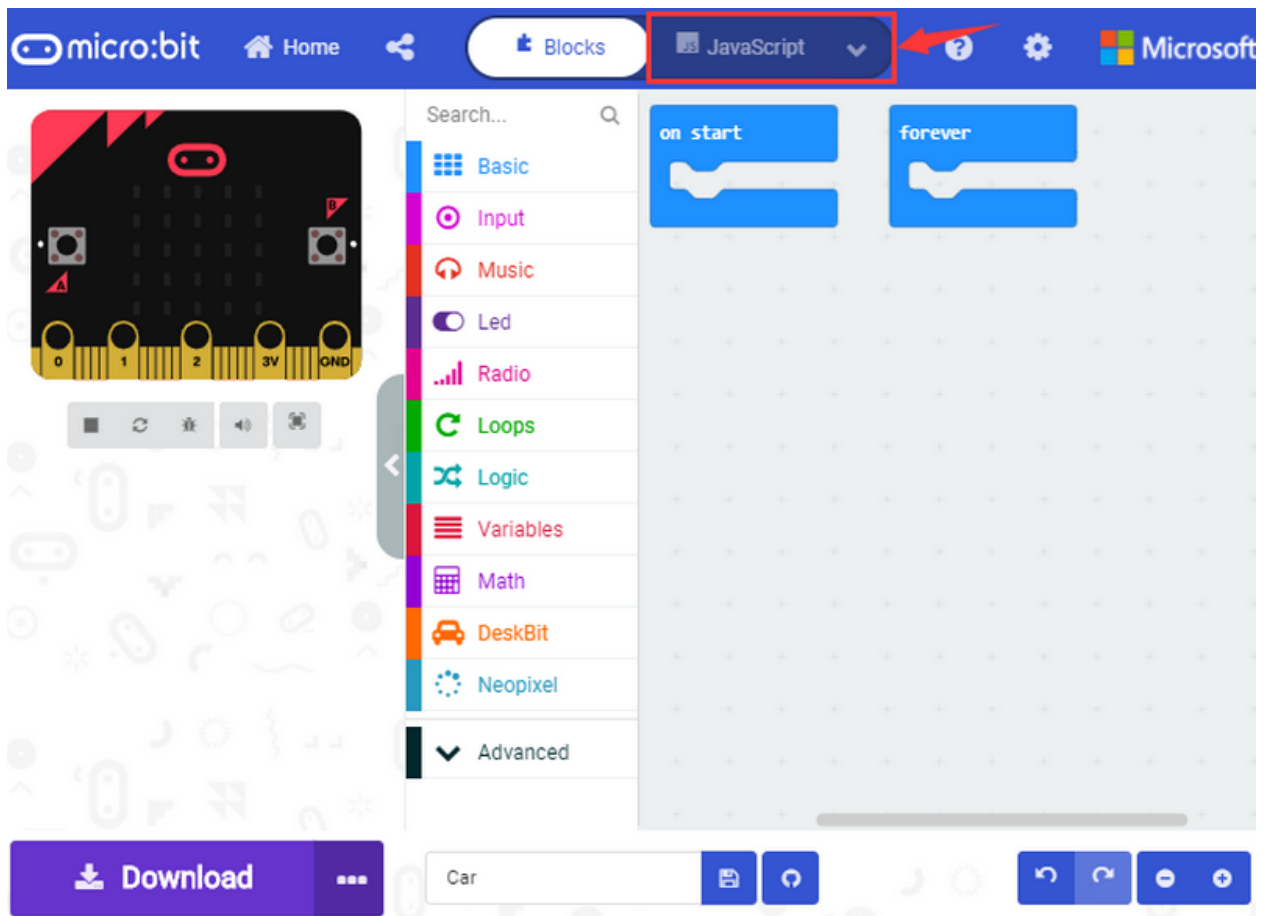 micro:bit Home Blocks JS JavaScript ? Microsoft
Search...
on start
forever
Basic
Input
Music
Led
Radio
Loops
Logic
Variables
Math
DeskBit
Neopixel
Advanced
B
A
0 1 2 3V GND
Download
Car